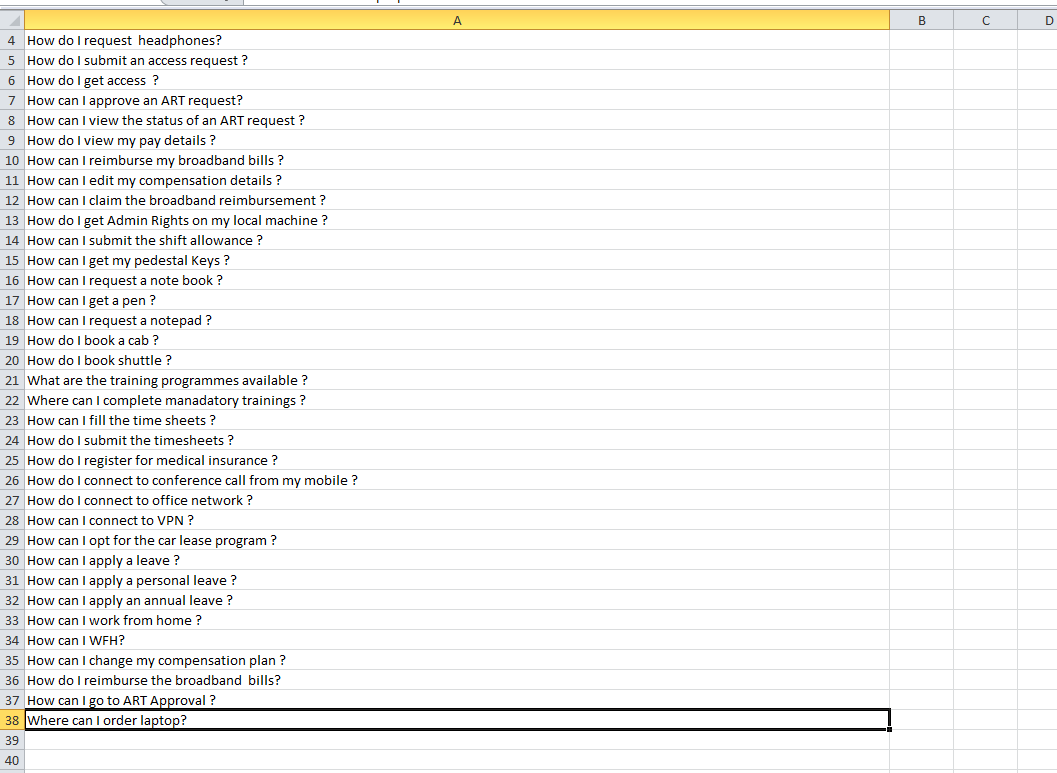 A B C D
4 How do I request  headphones?
5 How do I submit an access request ?
6 How do I get access  ?
7 How can I approve an ART request?
8 How can I view the status of an ART request ?
9 How do I view my pay details ?
10 How can I reimburse my broadband bills ?
11 How can I edit my compensation details ?
12 How can I claim the broadband reimbursement ?
13 How do I get Admin Rights on my local machine ?
14 How can I submit the shift allowance ?
15 How can I get my pedestal Keys ?
16 How can I request a note book ?
17 How can I get a pen ?
18 How can I request a notepad ?
19 How do I book a cab ?
20 How do I book shuttle ?
21 What are the training programmes available ?
22 Where can I complete manadatory trainings ?
23 How can I fill the time sheets ?
24 How do I submit the timesheets ?
25 How do I register for medical insurance ?
26 How do I connect to conference call from my mobile ?
27 How do I connect to office network ?
28 How can I connect to VPN ?
29 How can I opt for the car lease program ?
30 How can I apply a leave ?
31 How can I apply a personal leave ?
32 How can I apply an annual leave ?
33 How can I work from home ?
34 How can I WFH?
35 How can I change my compensation plan ?
36 How do I reimburse the broadband  bills?
37 How can I go to ART Approval ?
38 Where can I order laptop?
39
40